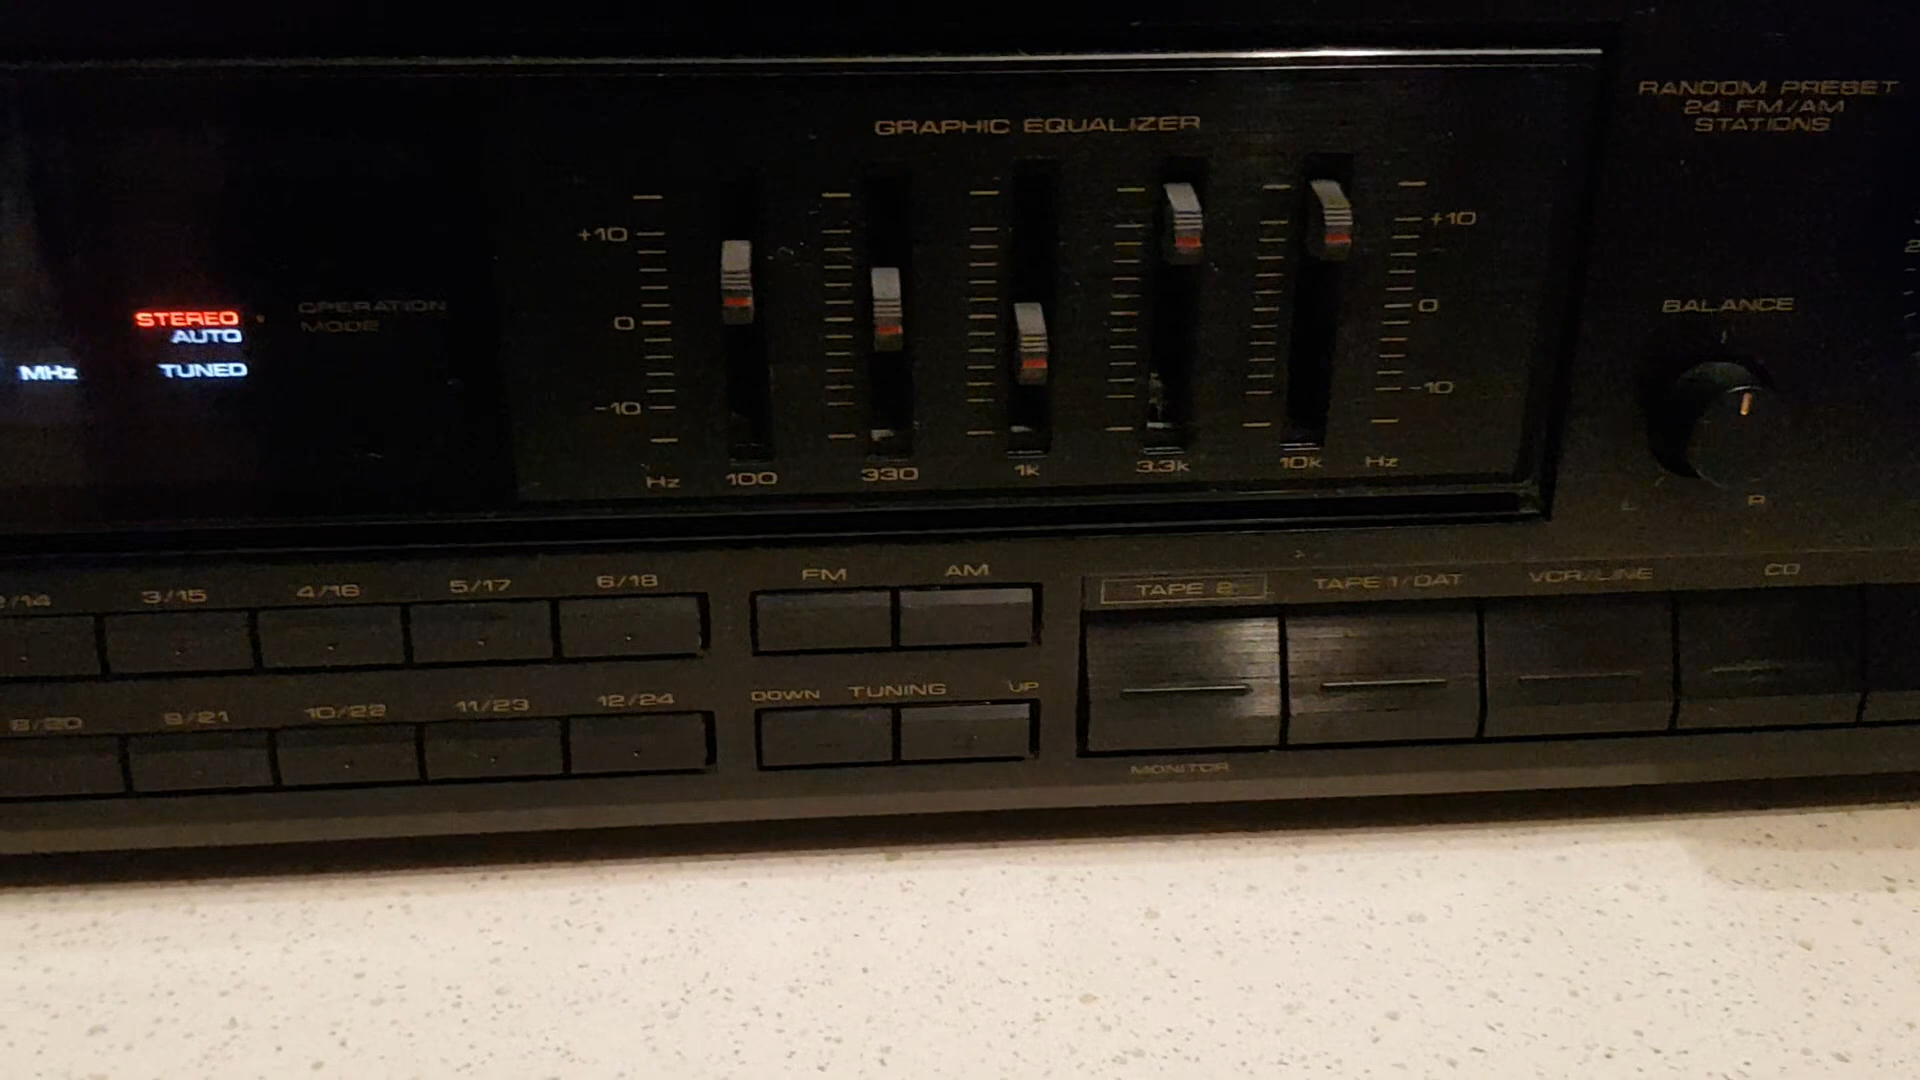 GRAPHIC EQUALIZER
RANDOM PRESET
24 FM/AM
STATIONS
+10
+10
0
0
-10
-10
Hz 100 330 1k 3.3k 10k Hz
STEREO
AUTO
MHz TUNED
OPERATION
MODE
BALANCE
L R
2/14 3/15 4/16 5/17 6/18
FM AM
TAPE 2 TAPE 1/DAT VCR/LINE CD
8/20 9/21 10/22 11/23 12/24
DOWN TUNING UP
MONITOR